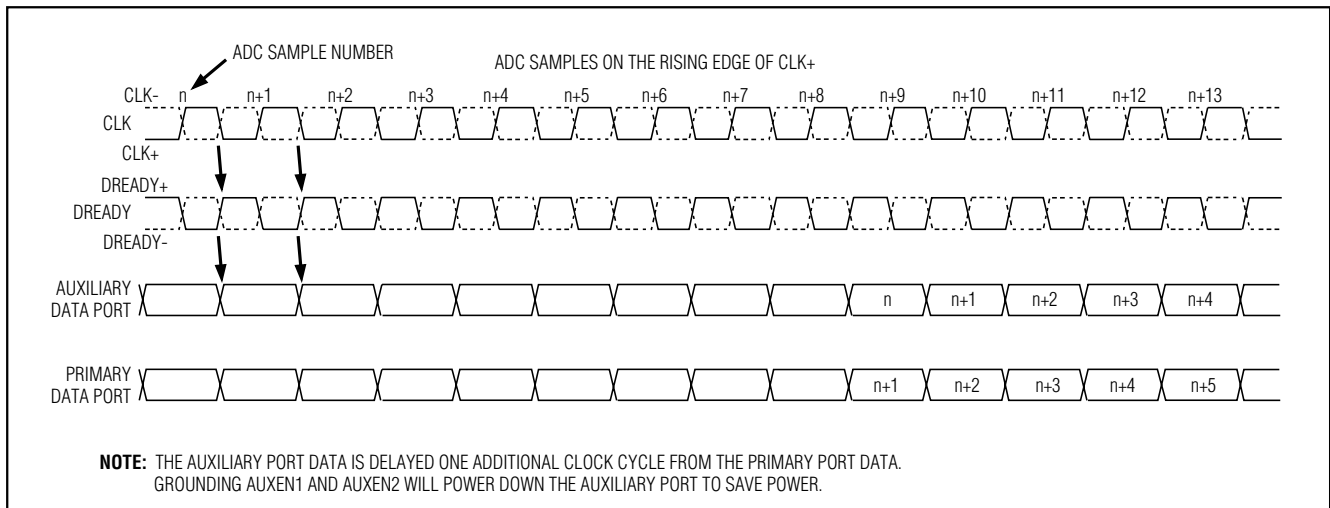 ADC SAMPLE NUMBER
ADC SAMPLES ON THE RISING EDGE OF CLK+
CLK- n n+1 n+2 n+3 n+4 n+5 n+6 n+7 n+8 n+9 n+10 n+11 n+12 n+13
CLK
CLK+
DREADY+
DREADY
DREADY-
AUXILIARY
DATA PORT
n n+1 n+2 n+3 n+4
PRIMARY
DATA PORT
n+1 n+2 n+3 n+4 n+5
NOTE: THE AUXILIARY PORT DATA IS DELAYED ONE ADDITIONAL CLOCK CYCLE FROM THE PRIMARY PORT DATA.
GROUNDING AUXEN1 AND AUXEN2 WILL POWER DOWN THE AUXILIARY PORT TO SAVE POWER.